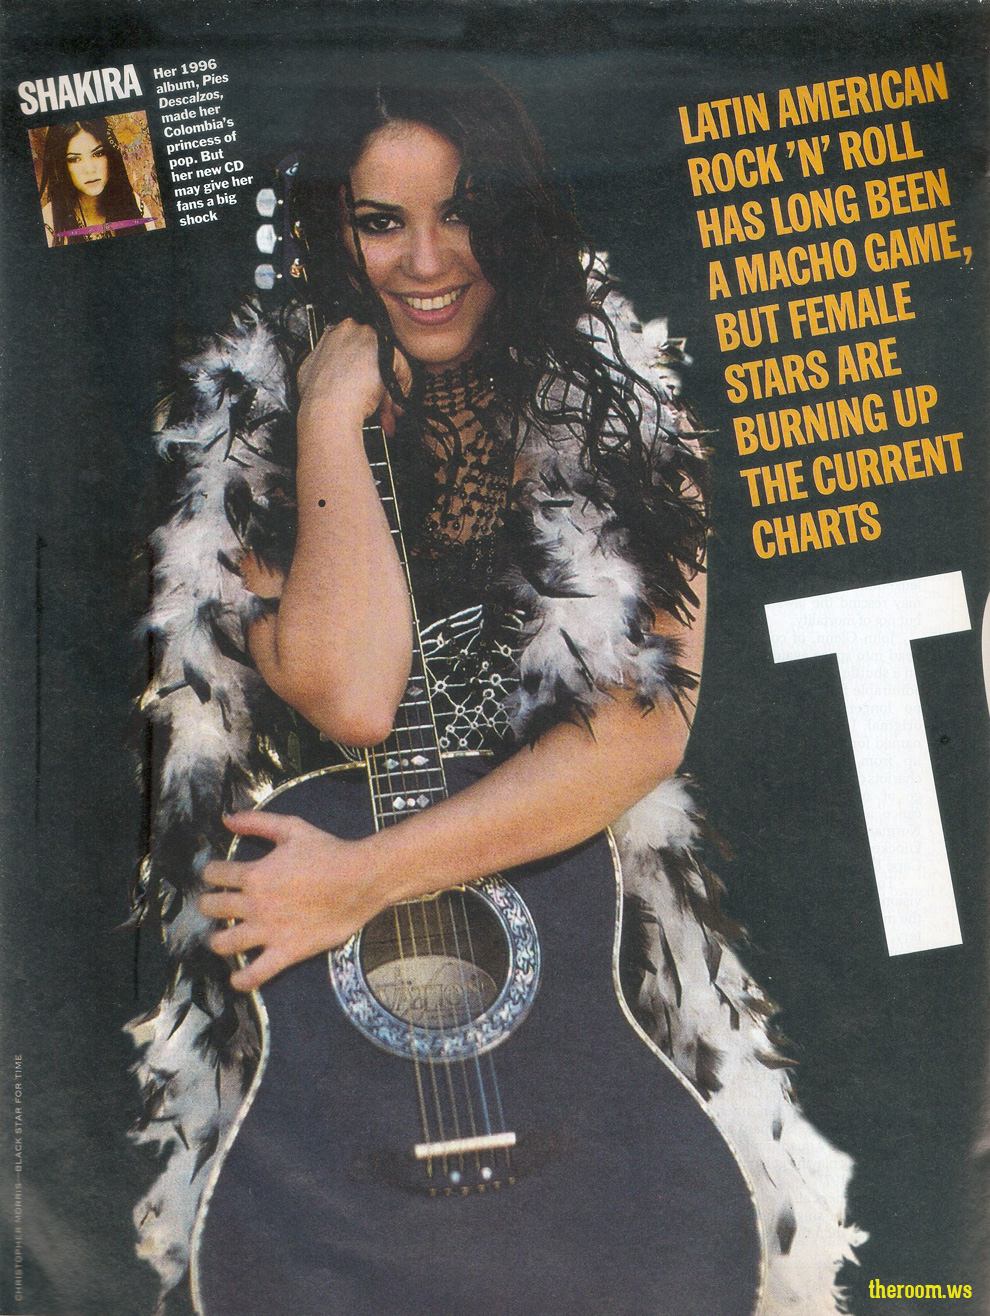 SHAKIRA
Her 1996
album, Pies
Descalzos,
made her
Colombia's
princess of
pop. But
her new CD
may give her
fans a big
shock
LATIN AMERICAN
ROCK 'N' ROLL
HAS LONG BEEN
A MACHO GAME,
BUT FEMALE
STARS ARE
BURNING UP
THE CURRENT
CHARTS
T
CHRISTOPHER MORRIS—BLACK STAR FOR TIME
theroom.ws